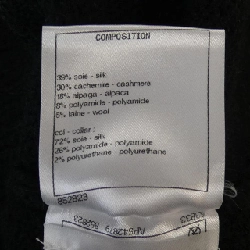 COMPOSITION
39% soie - silk
30% cachemire - cashmere
18% alpaga - alpaca
8% polyamide - polyamide
5% laine - wool
col - collar :
72% soie - silk
26% polyamide - polyamide
2% polyurethane - polyurethane